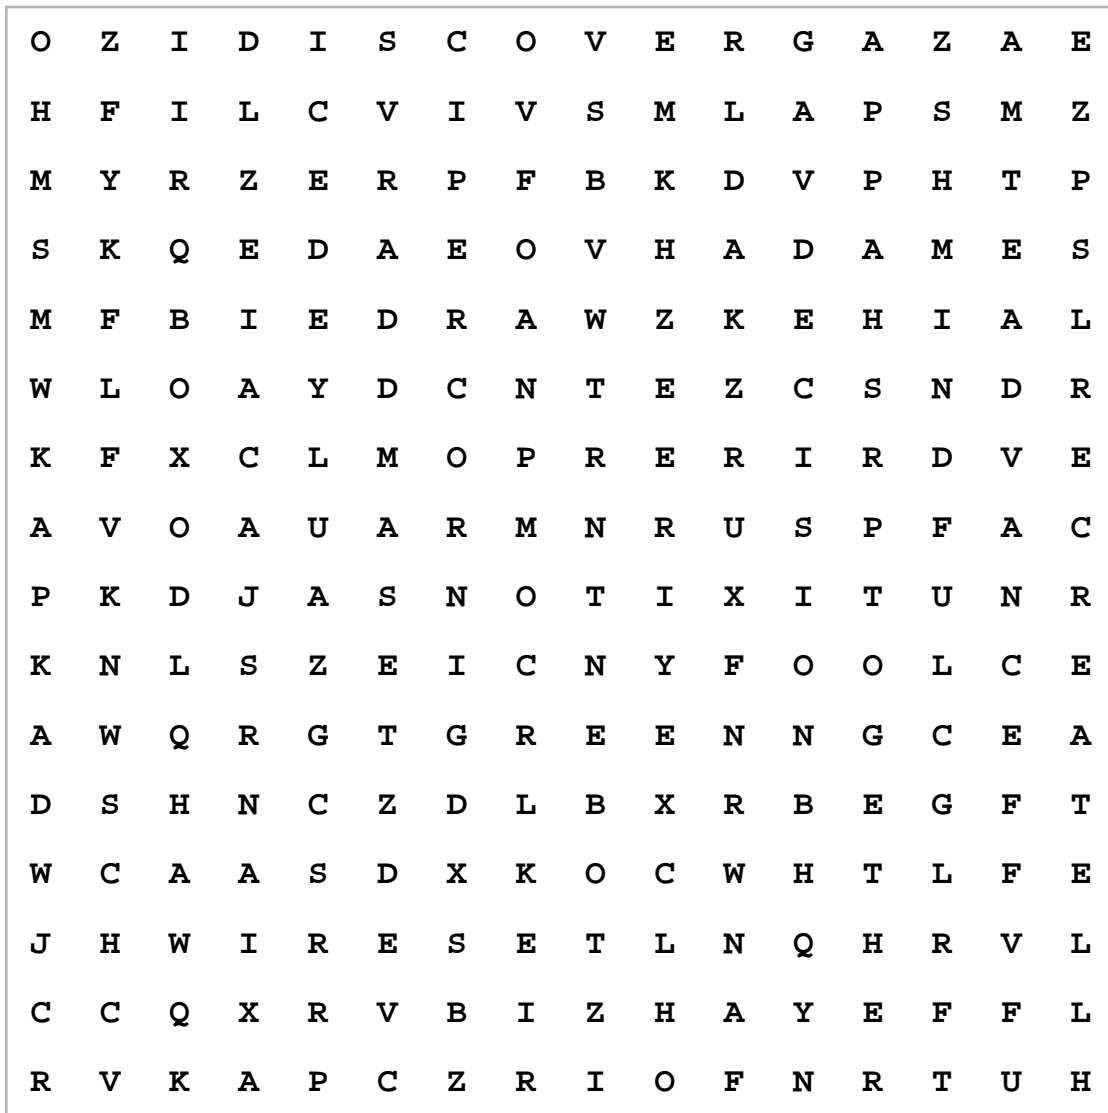 O Z I D I S C O V E R G A Z A E
H F I L C V I V S M L A P S M Z
M Y R Z E R P F B K D V P H T P
S K Q E D A E O V H A D A M E S
M F B I E D R A W Z K E H I A L
W L O A Y D C N T E Z C S N D R
K F X C L M O P R E R I R D V E
A V O A U A R M N R U S P F A C
P K D J A S N O T I X I T U N R
K N L S Z E I C N Y F O O L C E
A W Q R G T G R E E N N G C E A
D S H N C Z D L B X R B E G F T
W C A A S D X K O C W H T L F E
J H W I R E S E T L N Q H R V L
C C Q X R V B I Z H A Y E F F L
R V K A P C Z R I O F N R T U H